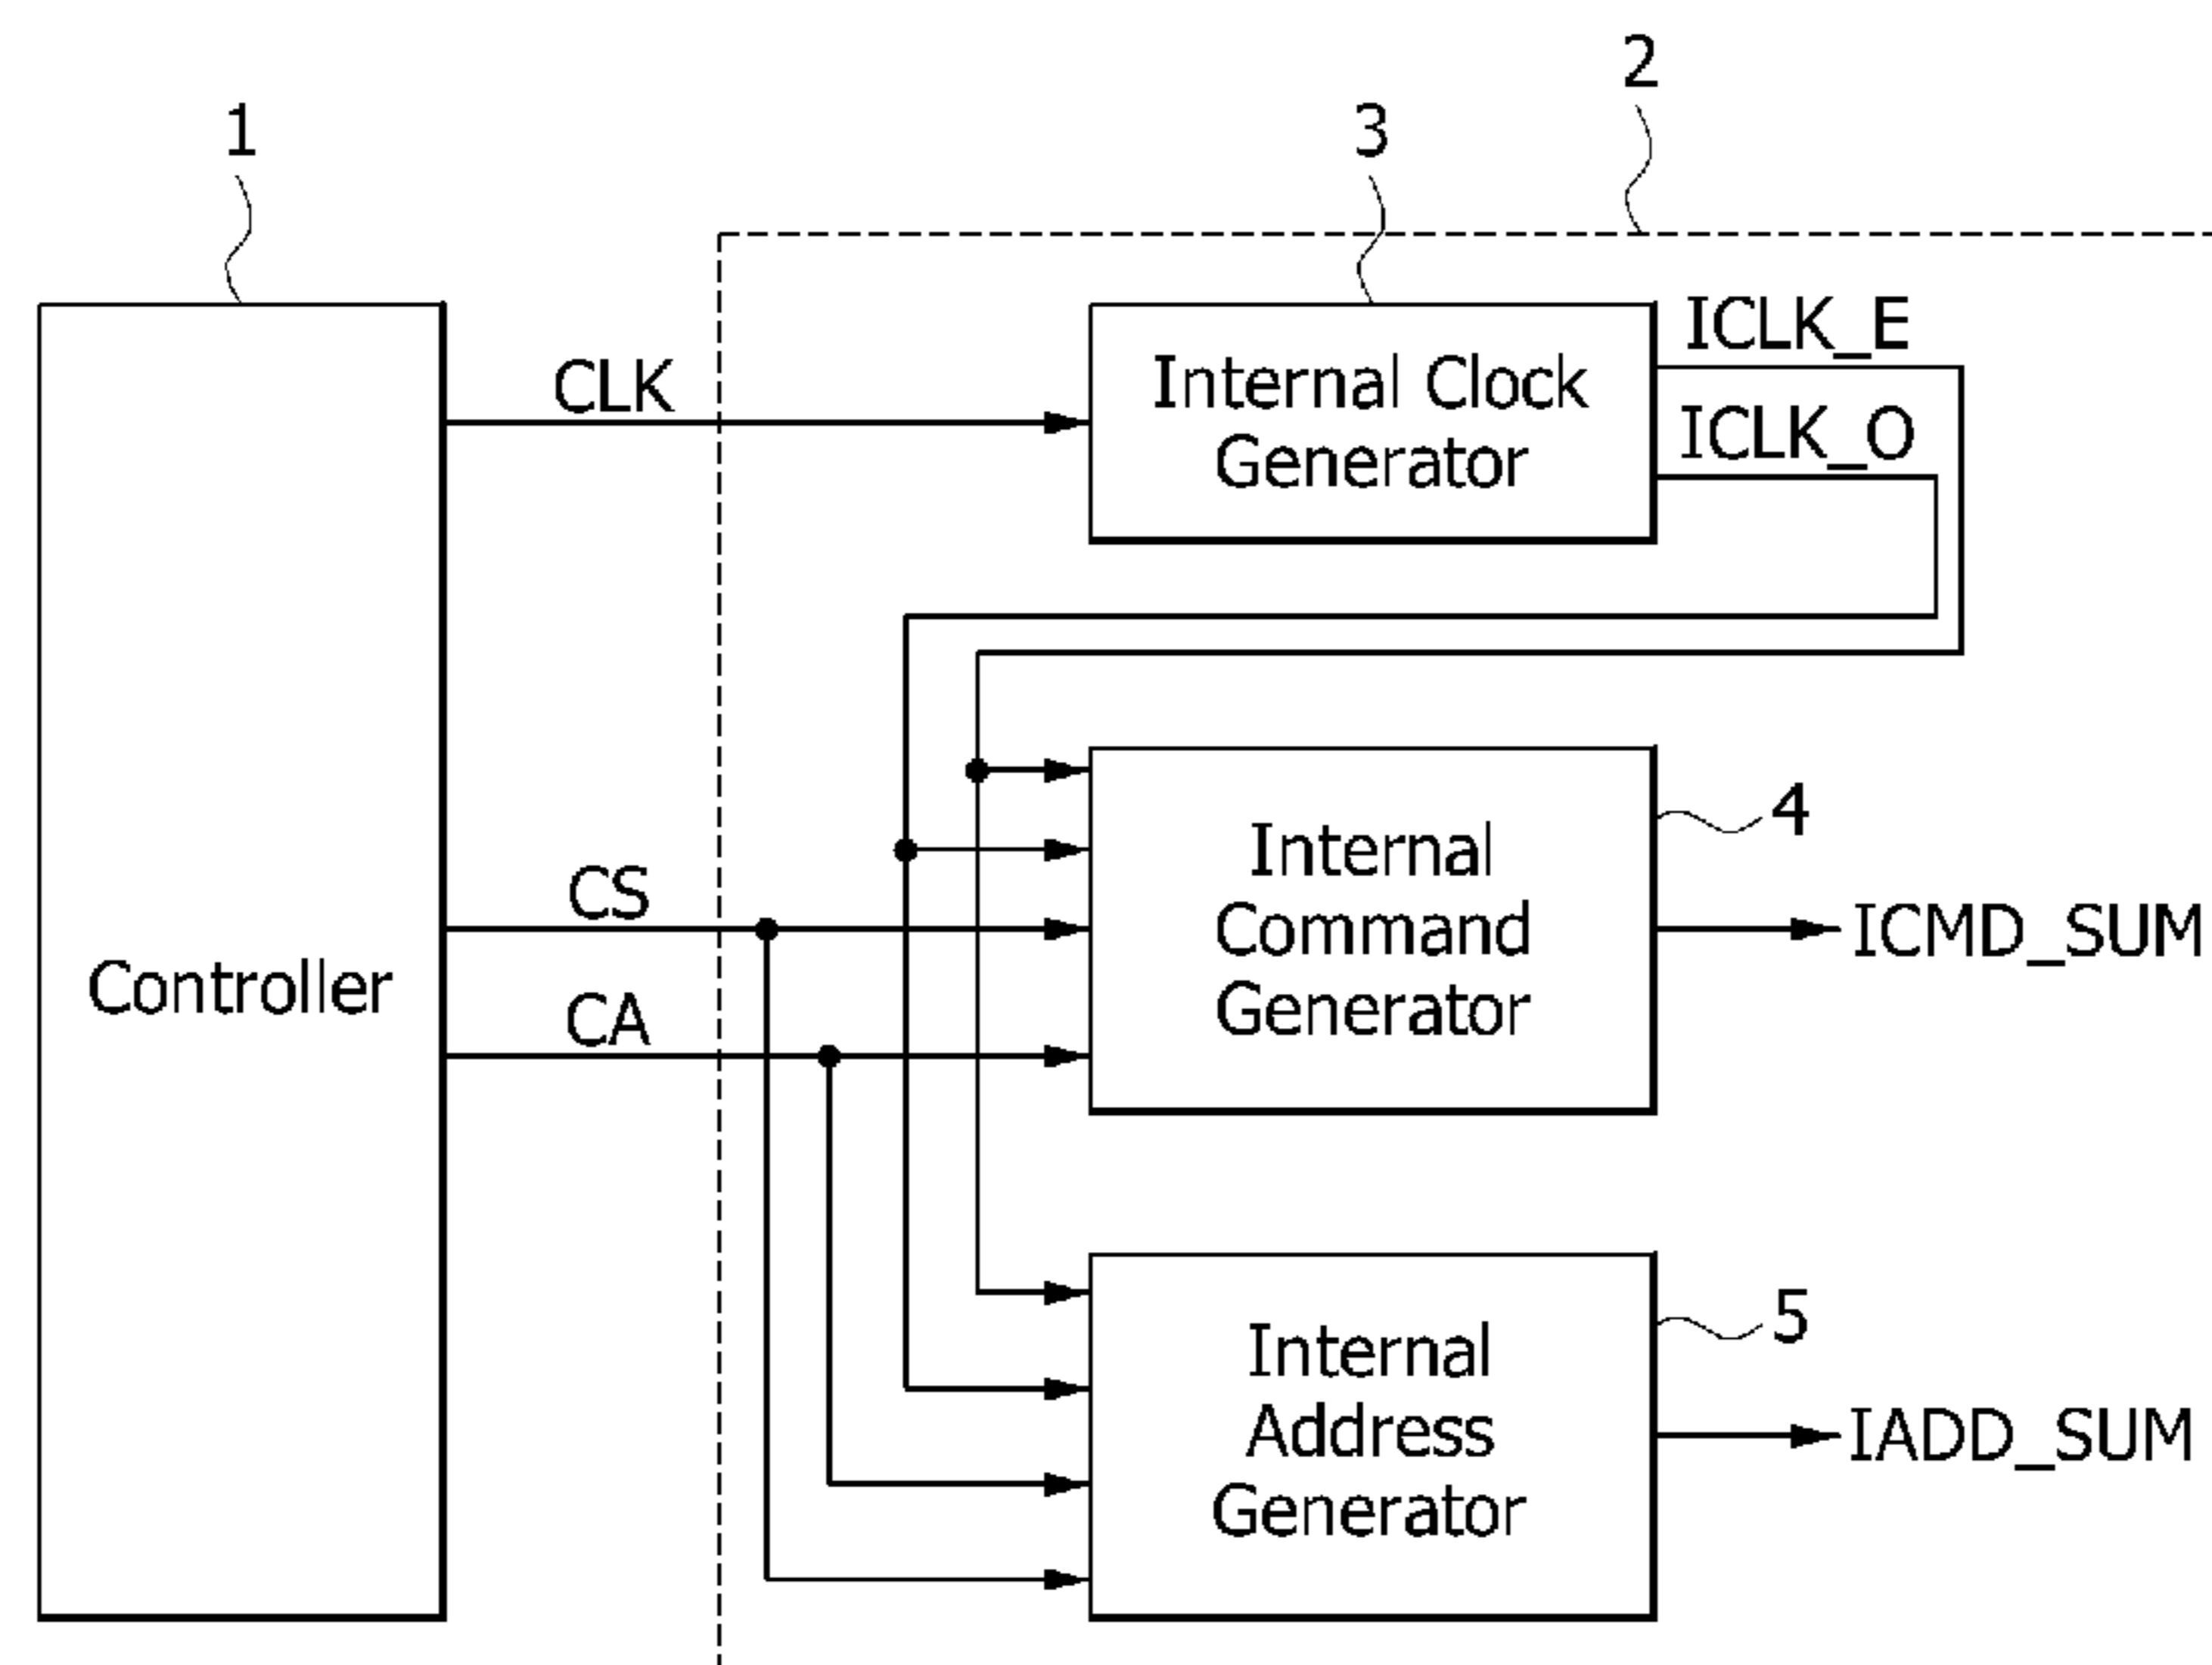 2
1
3
ICLK_E
CLK
Internal Clock
Generator
ICLK_O
4
Internal
Command
Generator
CS
ICMD_SUM
Controller
CA
5
Internal
Address
Generator
IADD_SUM